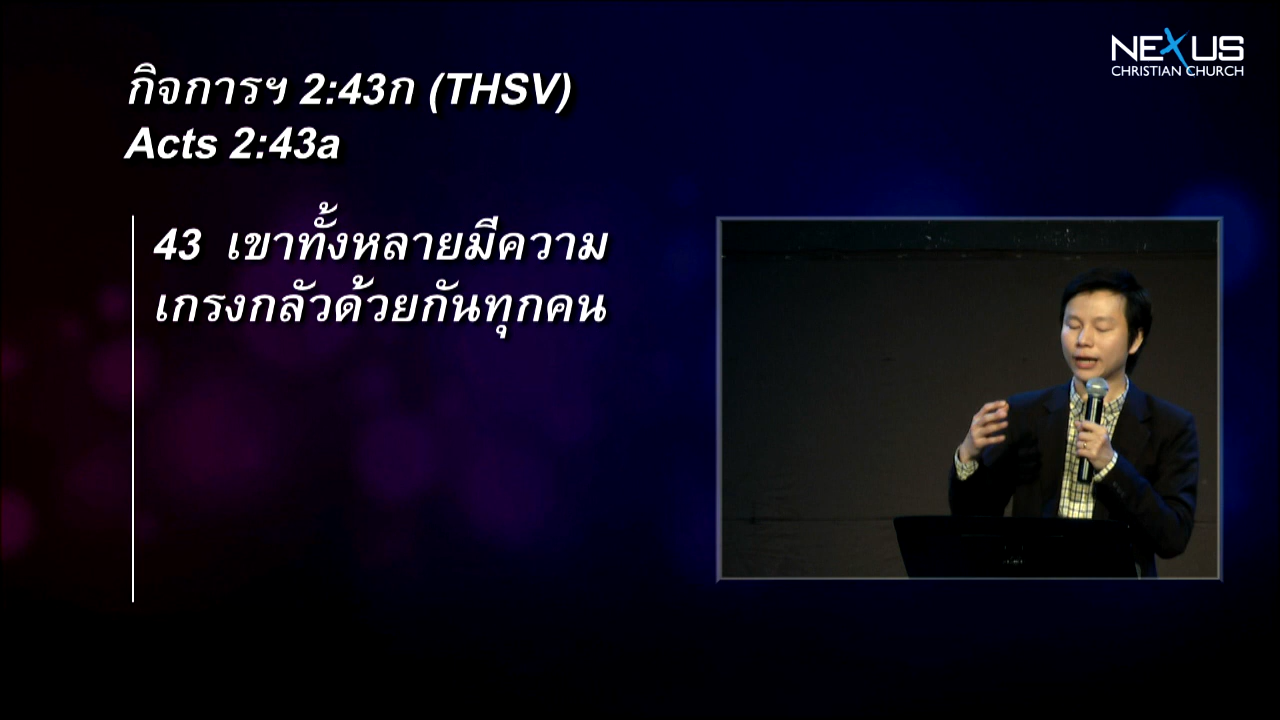 กิจการฯ 2:43ก (THSV)
Acts 2:43a
43 เขาทั้งหลายมีความ
เกรงกลัวด้วยกันทุกคน
NEXUS
CHRISTIAN CHURCH